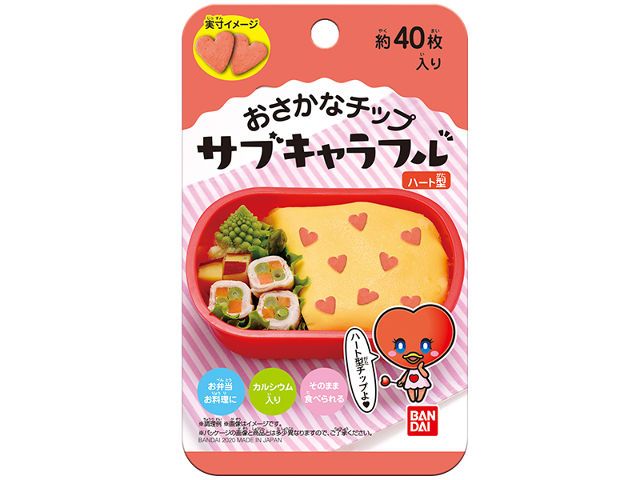 実寸イメージ
約40枚
入り
おさかなチップ
サブキャラフル
ハート型
ハート型チップよ♥
お弁当
お料理に
カルシウム
入り
そのまま
食べられる
※調理例 ※画像はイメージです。
※パッケージの画像と商品とは多少異なりますので、ご了承ください。
BANDAI 2020 MADE IN JAPAN
BAN
DAI